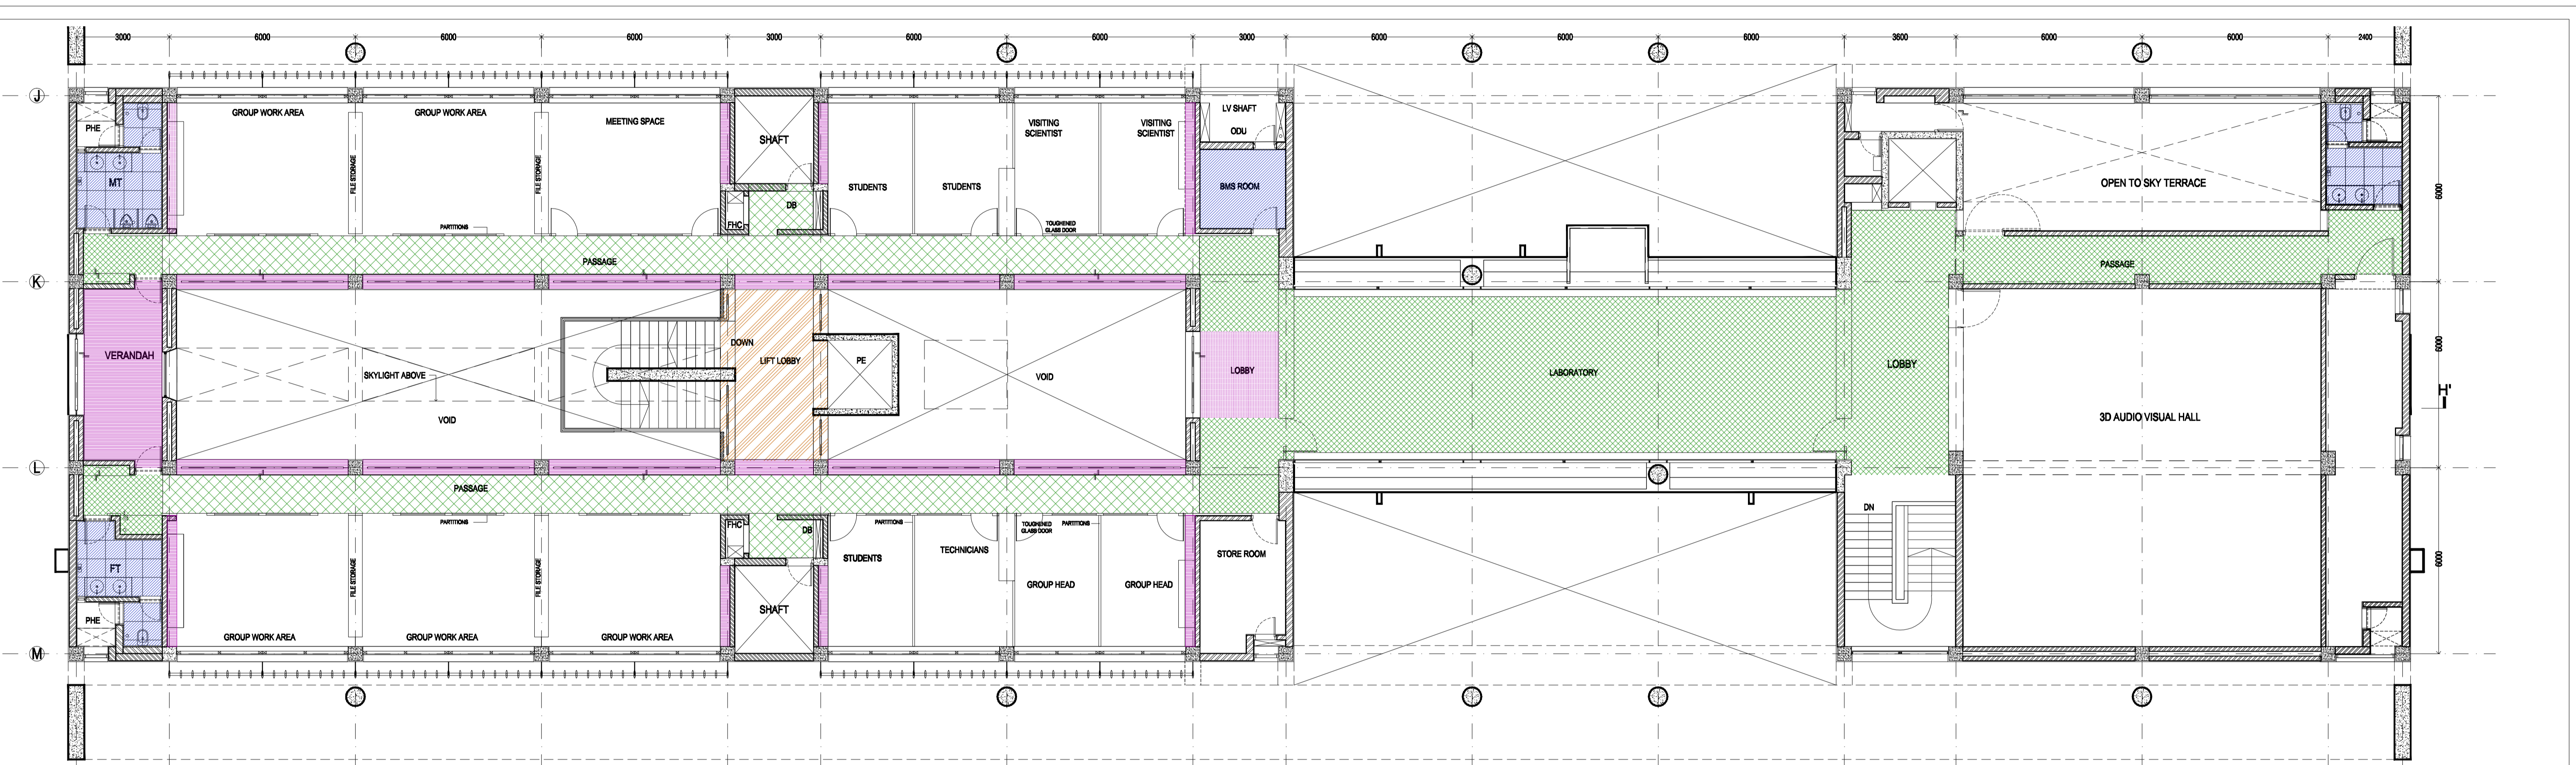 3000 6000 6000 6000 3000 6000 6000 3000 6000 6000 6000 3600 6000 6000 2400
J
GROUP WORK AREA GROUP WORK AREA MEETING SPACE
LV SHAFT
PHE
VISITING
SCIENTIST
VISITING
SCIENTIST
ODU
SHAFT
FILE STORAGE
FILE STORAGE
MT
STUDENTS
STUDENTS
BMS ROOM
OPEN TO SKY TERRACE
6000
DB
FHC
PARTITIONS
TOUGHENED
GLASS DOOR
PASSAGE
PASSAGE
K
VERANDAH
DOWN
LIFT LOBBY
PE
SKYLIGHT ABOVE
VOID
LOBBY
LABORATORY
LOBBY
6000
H'
VOID
3D AUDIO VISUAL HALL
L
PASSAGE
DN
PARTITIONS
FHC
DB
PARTITIONS
TOUGHENED
GLASS DOOR
PARTITIONS
TECHNICIANS
STUDENTS
STORE ROOM
6000
FT
FILE STORAGE
FILE STORAGE
GROUP HEAD
GROUP HEAD
SHAFT
PHE
GROUP WORK AREA GROUP WORK AREA GROUP WORK AREA
M